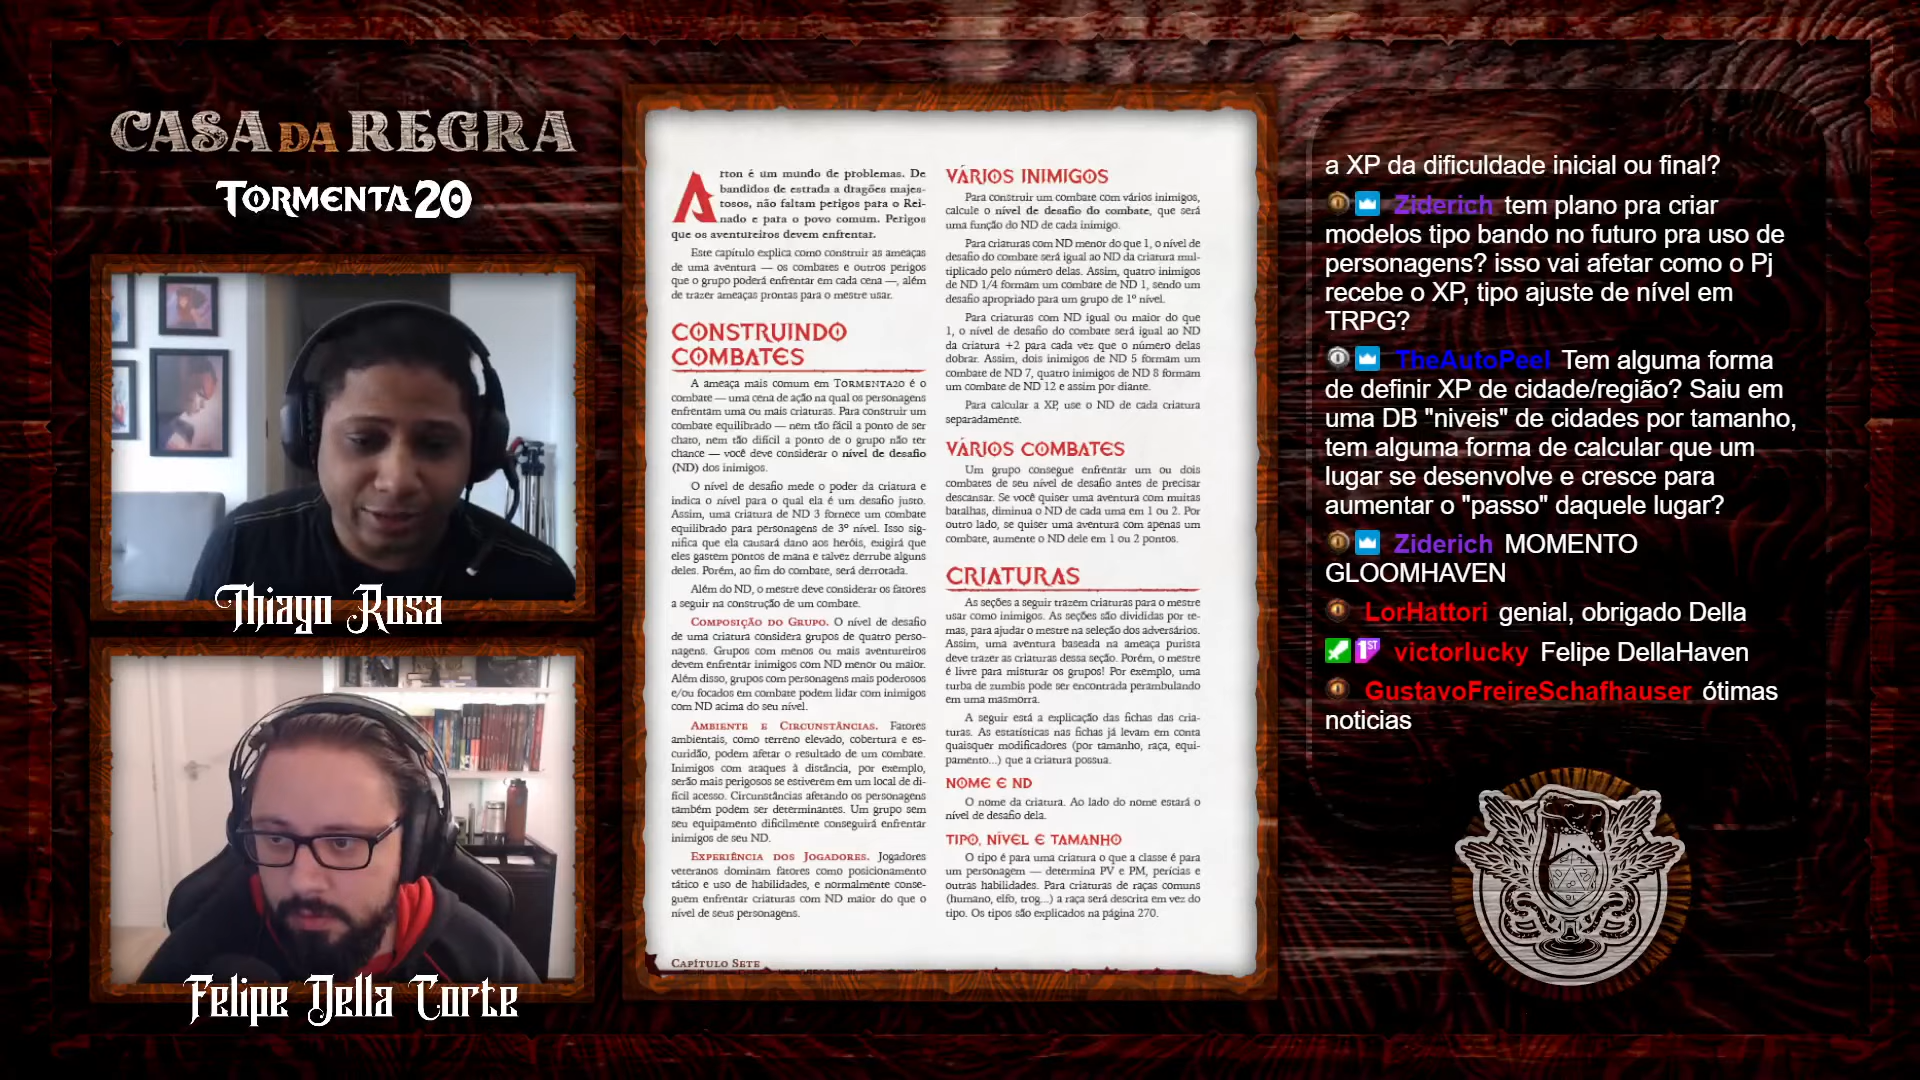 CASA DA REGRA
TORMENTA20
Thiago Rosa
Felipe Della Corte
Arton é um mundo de problemas. De
bandidos de estrada a dragões majes-
tosos, não faltam perigos para o Rei-
nado e para o povo comum. Perigos
que os aventureiros devem enfrentar.
Este capítulo explica como construir as ameaças
de uma aventura — os combates e outros perigos
que o grupo poderá enfrentar em cada cena —, além
de trazer ameaças prontas para o mestre usar.
CONSTRUINDO
COMBATES
A ameaça mais comum em TORMENTA20 é o
combate — uma cena de ação na qual os personagens
enfrentam uma ou mais criaturas. Para construir um
combate equilibrado — nem tão fácil a ponto de ser
chato, nem tão difícil a ponto de o grupo não ter
chance — você deve considerar o nível de desafio
(ND) dos inimigos.
O nível de desafio mede o poder da criatura e
indica o nível para o qual ela é um desafio justo.
Assim, uma criatura de ND 3 fornece um combate
equilibrado para personagens de 3º nível. Isso sig-
nifica que ela causará dano aos heróis, exigirá que
eles gastem pontos de mana e talvez derrube alguns
deles. Porém, ao fim do combate, será derrotada.
Além do ND, o mestre deve considerar os fatores
a seguir na construção de um combate.
COMPOSIÇÃO DO GRUPO. O nível de desafio
de uma criatura considera grupos de quatro perso-
nagens. Grupos com menos ou mais aventureiros
devem enfrentar inimigos com ND menor ou maior.
Além disso, grupos com personagens mais poderosos
e/ou focados em combate podem lidar com inimigos
com ND acima do seu nível.
AMBIENTE E CIRCUNSTÂNCIAS. Fatores
ambientais, como terreno elevado, cobertura e es-
curidão, podem afetar o resultado de um combate.
Inimigos com ataques à distância, por exemplo,
serão mais perigosos se estiverem em um local de di-
fícil acesso. Circunstâncias afetando os personagens
também podem ser determinantes. Um grupo sem
seu equipamento dificilmente conseguirá enfrentar
inimigos de seu ND.
EXPERIÊNCIA DOS JOGADORES. Jogadores
veteranos dominam fatores como posicionamento
tático e uso de habilidades, e normalmente conse-
guem enfrentar criaturas com ND maior do que o
nível de seus personagens.
CAPÍTULO SETE
VÁRIOS INIMIGOS
Para construir um combate com vários inimigos,
calcule o nível de desafio do combate, que será
uma função do ND de cada inimigo.
Para criaturas com ND menor do que 1, o nível de
desafio do combate será igual ao ND da criatura mul-
tiplicado pelo número delas. Assim, quatro inimigos
de ND 1/4 formam um combate de ND 1, sendo um
desafio apropriado para um grupo de 1º nível.
Para criaturas com ND igual ou maior do que
1, o nível de desafio do combate será igual ao ND
da criatura +2 para cada vez que o número delas
dobrar. Assim, dois inimigos de ND 5 formam um
combate de ND 7, quatro inimigos de ND 8 formam
um combate de ND 12 e assim por diante.
Para calcular a XP, use o ND de cada criatura
separadamente.
VÁRIOS COMBATES
Um grupo consegue enfrentar um ou dois
combates de seu nível de desafio antes de precisar
descansar. Se você quiser uma aventura com muitas
batalhas, diminua o ND de cada uma em 1 ou 2. Por
outro lado, se quiser uma aventura com apenas um
combate, aumente o ND dele em 1 ou 2 pontos.
CRIATURAS
As seções a seguir trazem criaturas para o mestre
usar como inimigos. As seções são divididas por te-
mas, para ajudar o mestre na seleção dos adversários.
Assim, uma aventura baseada na ameaça purista
deve trazer as criaturas dessa seção. Porém, o mestre
é livre para misturar os grupos! Por exemplo, uma
turba de zumbis pode ser encontrada perambulando
em uma masmorra.
A seguir está a explicação das fichas das cria-
turas. As estatísticas nas fichas já levam em conta
quaisquer modificadores (por tamanho, raça, equi-
pamento...) que a criatura possua.
NOME E ND
O nome da criatura. Ao lado do nome estará o
nível de desafio dela.
TIPO, NÍVEL E TAMANHO
O tipo é para uma criatura o que a classe é para
um personagem — determina PV e PM, perícias e
outras habilidades. Para criaturas de raças comuns
(humano, elfo, trog...) a raça será descrita em vez do
tipo. Os tipos são explicados na página 270.
a XP da dificuldade inicial ou final?
Ziderich tem plano pra criar
modelos tipo bando no futuro pra uso de
personagens? isso vai afetar como o Pj
recebe o XP, tipo ajuste de nível em
TRPG?
TheAutoPeel Tem alguma forma
de definir XP de cidade/região? Saiu em
uma DB "niveis" de cidades por tamanho,
tem alguma forma de calcular que um
lugar se desenvolve e cresce para
aumentar o "passo" daquele lugar?
Ziderich MOMENTO
GLOOMHAVEN
LorHattori genial, obrigado Della
1ST victorlucky Felipe DellaHaven
GustavoFreireSchafhauser ótimas
noticias